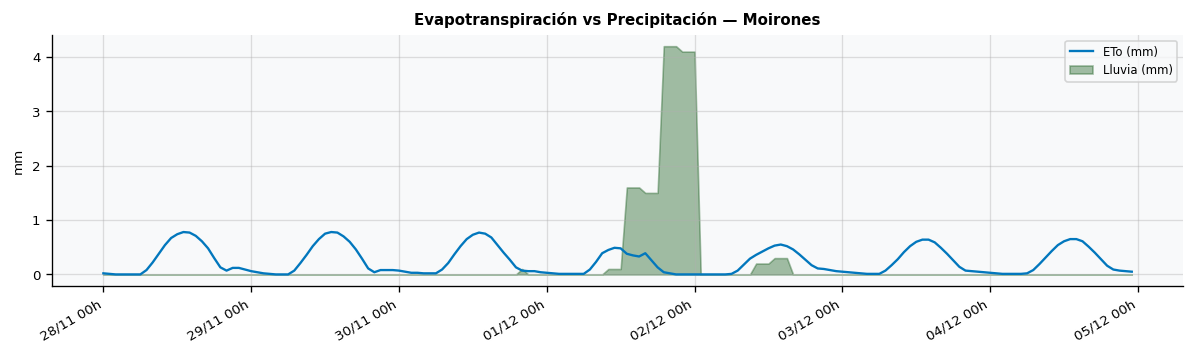 Evapotranspiración vs Precipitación — Moirones
ETo (mm)
Lluvia (mm)
mm
4
3
2
1
0
28/11 00h
29/11 00h
30/11 00h
01/12 00h
02/12 00h
03/12 00h
04/12 00h
05/12 00h